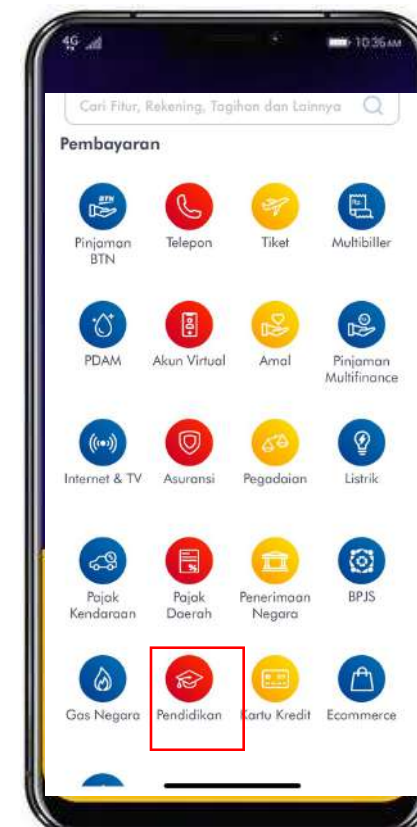 4G 10:36 AM
Cari Fitur, Rekening, Tagihan dan Lainnya
Pembayaran
BTN Rp.
Pinjaman Telepon Tiket Multibiller
BTN
PDAM Akun Virtual Amal Pinjaman
Multifinance
Internet & TV Asuransi Pegadaian Listrik
%
Pajak Pajak Penerimaan BPJS
Kendaraan Daerah Negara
Gas Negara Pendidikan Kartu Kredit Ecommerce